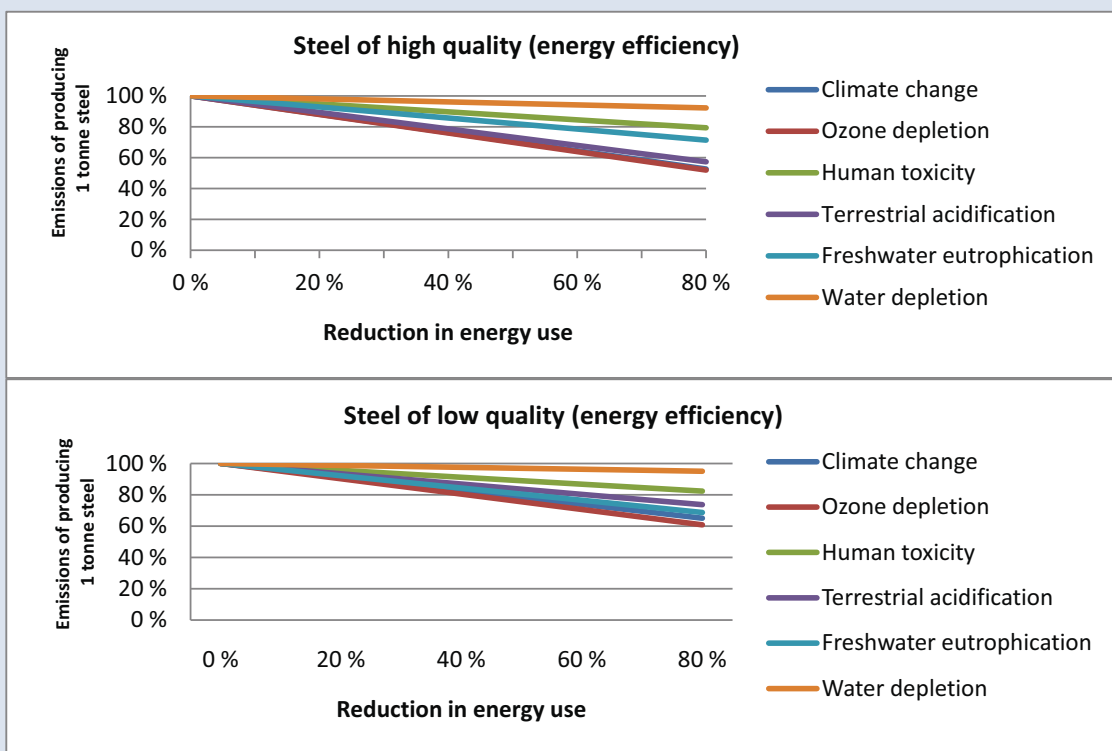 Steel of high quality (energy efficiency)
Emissions of producing
1 tonne steel
100 %
80 %
60 %
40 %
20 %
0 %
0 %
20 %
40 %
60 %
80 %
Reduction in energy use
Climate change
Ozone depletion
Human toxicity
Terrestrial acidification
Freshwater eutrophication
Water depletion
Steel of low quality (energy efficiency)
Emissions of producing
1 tonne steel
100 %
80 %
60 %
40 %
20 %
0 %
0 %
20 %
40 %
60 %
80 %
Reduction in energy use
Climate change
Ozone depletion
Human toxicity
Terrestrial acidification
Freshwater eutrophication
Water depletion